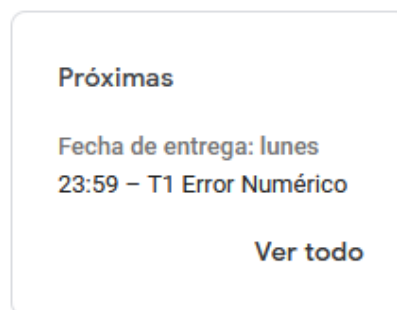 Próximas
Fecha de entrega: lunes
23:59 – T1 Error Numérico
Ver todo